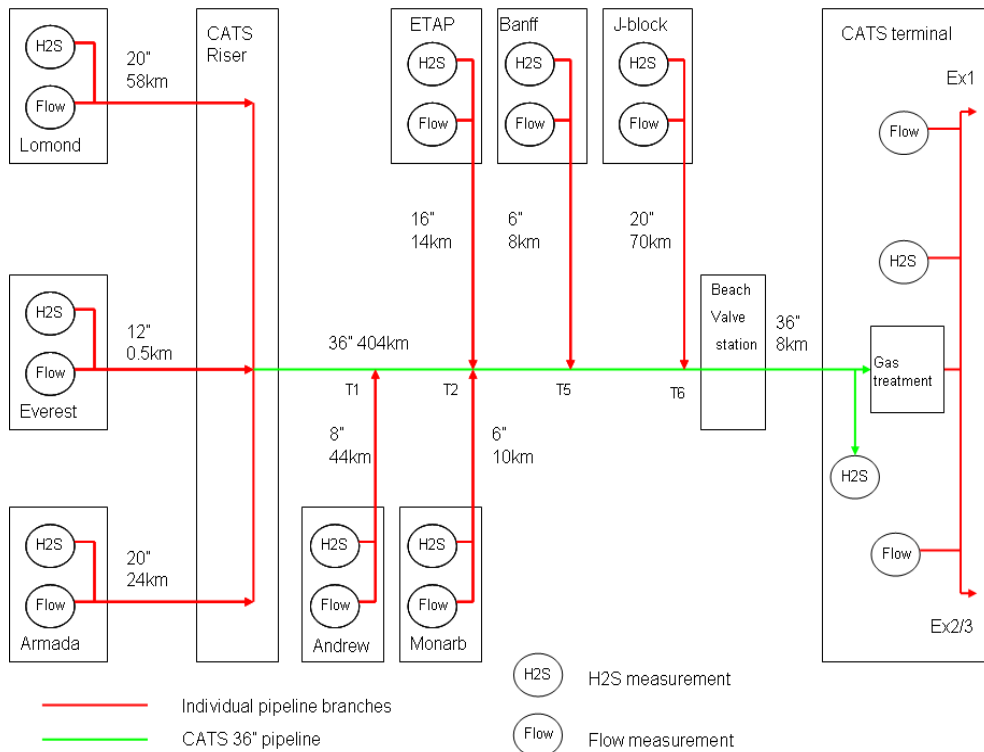 H2S
Flow
Lomond
20"
58km
CATS
Riser
ETAP
H2S
Flow
Banff
H2S
Flow
J-block
H2S
Flow
CATS terminal
Ex1
Flow
16"
14km
6"
8km
20"
70km
H2S
H2S
Flow
Everest
12"
0.5km
36" 404km
T1
T2
T5
T6
Beach
Valve
station
36"
8km
Gas
treatment
H2S
8"
44km
6"
10km
H2S
Flow
Armada
20"
24km
H2S
Flow
Andrew
H2S
Flow
Monarb
Flow
Ex2/3
H2S
H2S measurement
Individual pipeline branches
CATS 36" pipeline
Flow
Flow measurement